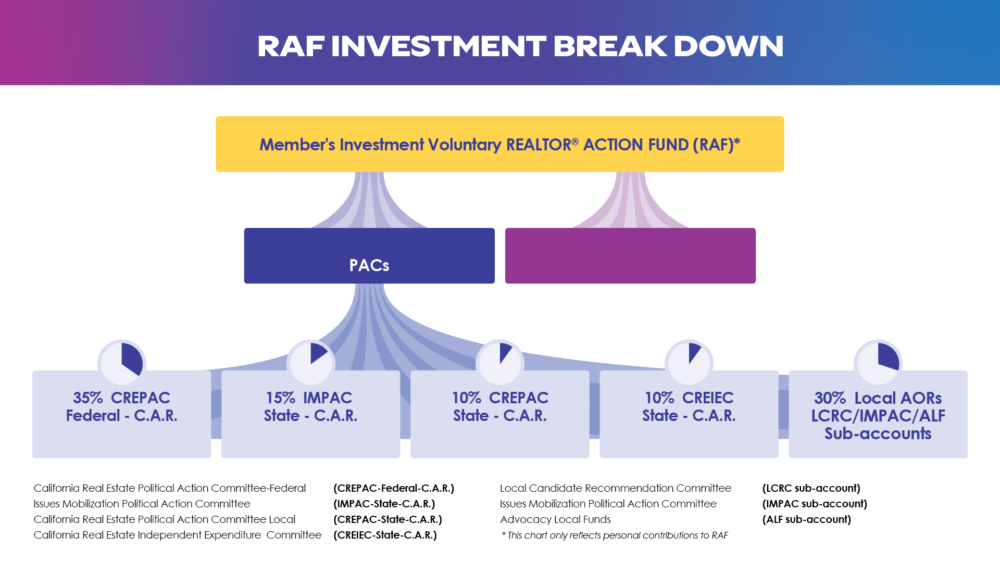 RAF INVESTMENT BREAK DOWN
Member's Investment Voluntary REALTOR® ACTION FUND (RAF)*
PACs
35% CREPAC
Federal - C.A.R.
15% IMPAC
State - C.A.R.
10% CREPAC
State - C.A.R.
10% CREIEC
State - C.A.R.
30% Local AORs
LCRC/IMPAC/ALF
Sub-accounts
California Real Estate Political Action Committee-Federal (CREPAC-Federal-C.A.R.)
Issues Mobilization Political Action Committee (IMPAC-State-C.A.R.)
California Real Estate Political Action Committee Local (CREPAC-State-C.A.R.)
California Real Estate Independent Expenditure Committee (CREIEC-State-C.A.R.)
Local Candidate Recommendation Committee (LCRC sub-account)
Issues Mobilization Political Action Committee (IMPAC sub-account)
Advocacy Local Funds (ALF sub-account)
* This chart only reflects personal contributions to RAF